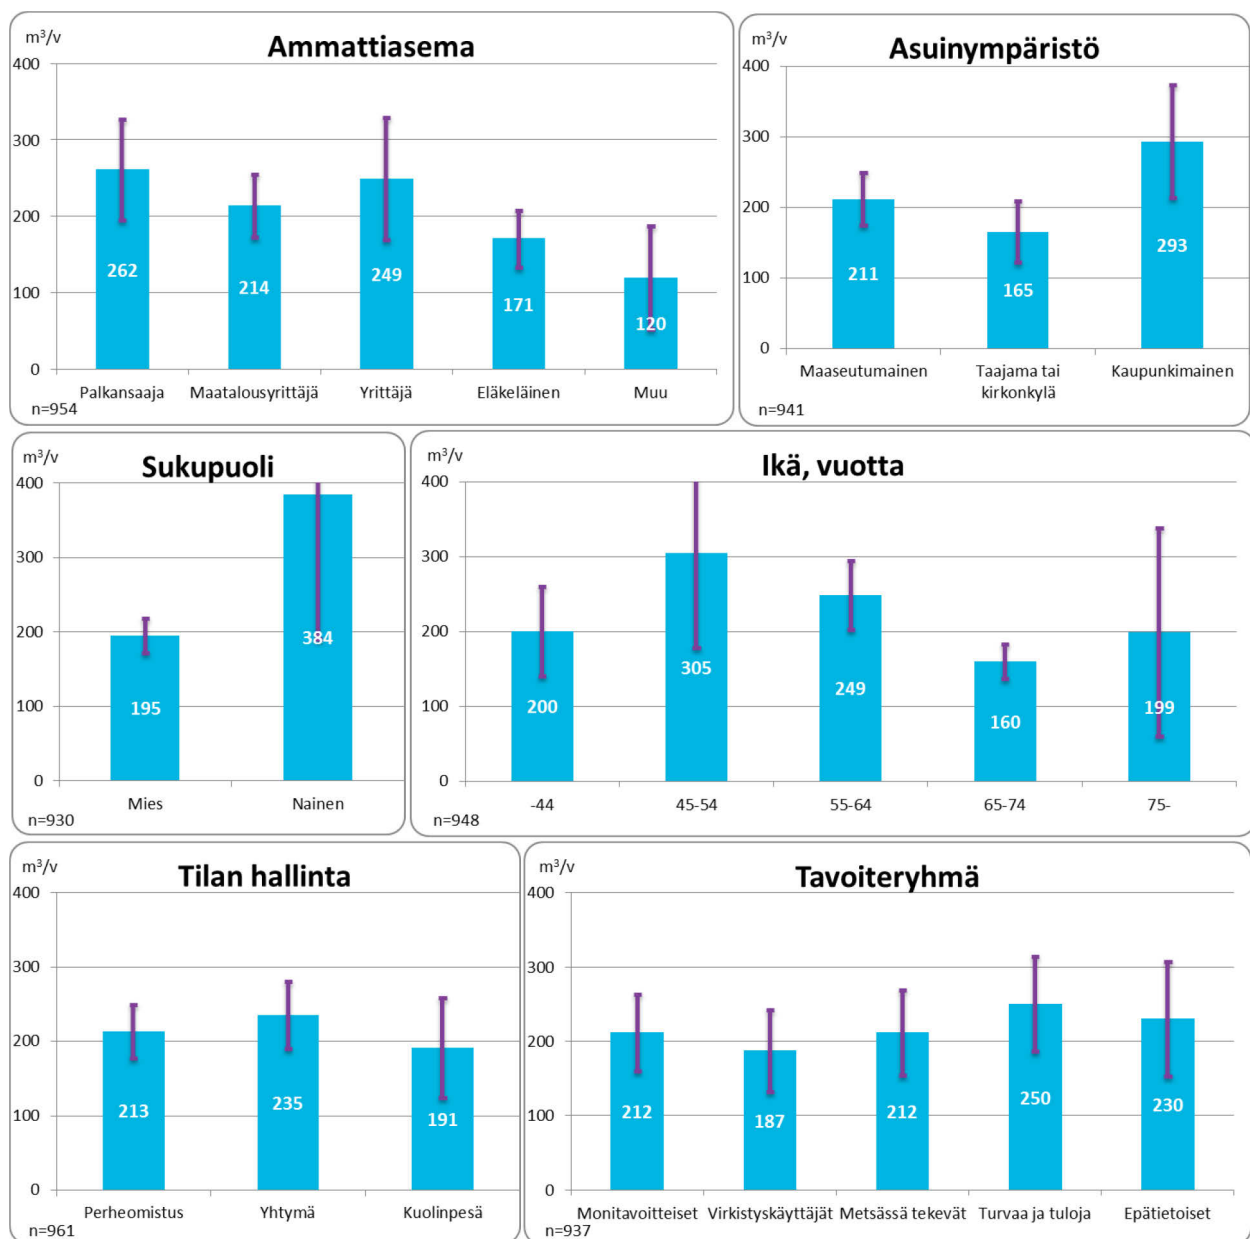 m³/v
Ammattiasema
400
300
200
100
0
262
214
249
171
120
Palkansaaja
Maatalousyrittäjä
Yrittäjä
Eläkeläinen
Muu
n=954
m³/v
Asuinympäristö
400
300
200
100
0
211
165
293
Maaseutumainen
Taajama tai
kirkonkylä
Kaupunkimainen
n=941
m³/v
Sukupuoli
400
300
200
100
0
195
384
Mies
Nainen
n=930
m³/v
Ikä, vuotta
400
300
200
100
0
200
305
249
160
199
-44
45-54
55-64
65-74
75-
n=948
m³/v
Tilan hallinta
400
300
200
100
0
213
235
191
Perheomistus
Yhtymä
Kuolinpesä
n=961
m³/v
Tavoiteryhmä
400
300
200
100
0
212
187
212
250
230
Monitavoitteiset
Virkistyskäyttäjät
Metsässä tekevät
Turvaa ja tuloja
Epätietoiset
n=937